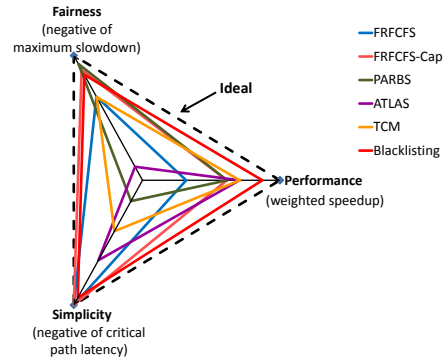 Fairness
(negative of
maximum slowdown)
Ideal
FRFCFS
FRFCFS-Cap
PARBS
ATLAS
TCM
Blacklisting
Performance
(weighted speedup)
Simplicity
(negative of critical
path latency)